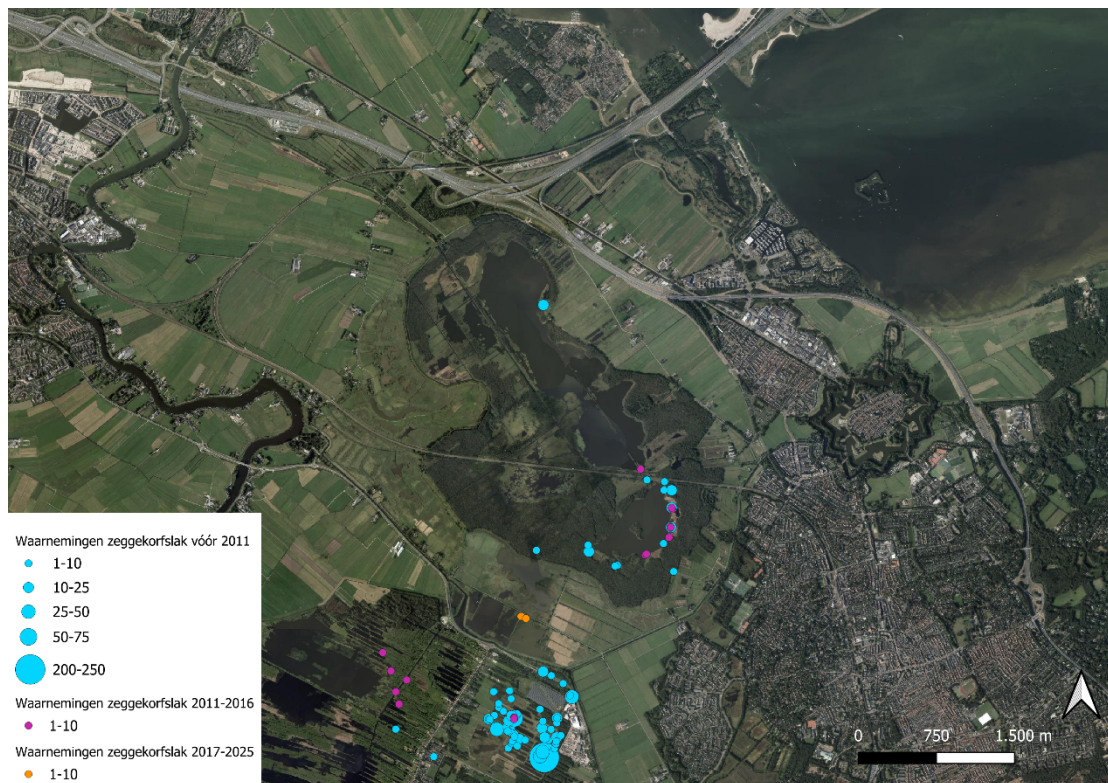 Waarnemingen zeggekorfslak vóór 2011
1-10
10-25
25-50
50-75
200-250
Waarnemingen zeggekorfslak 2011-2016
1-10
Waarnemingen zeggekorfslak 2017-2025
1-10
0 750 1.500 m